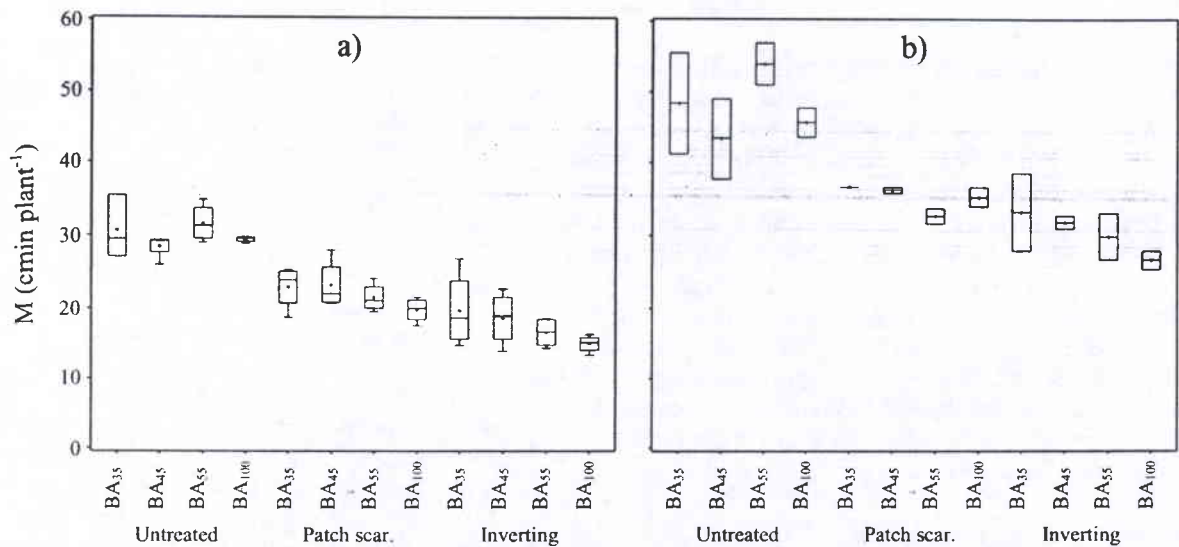 60
50
40
30
20
10
0
M (cmin plant⁻¹)
a)
b)
BA₃₅ BA₄₅ BA₅₅ BA₁₀₀ BA₃₅ BA₄₅ BA₅₅ BA₁₀₀ BA₃₅ BA₄₅ BA₅₅ BA₁₀₀
Untreated Patch scar. Inverting
BA₃₅ BA₄₅ BA₅₅ BA₁₀₀ BA₃₅ BA₄₅ BA₅₅ BA₁₀₀ BA₃₅ BA₄₅ BA₅₅ BA₁₀₀
Untreated Patch scar. Inverting